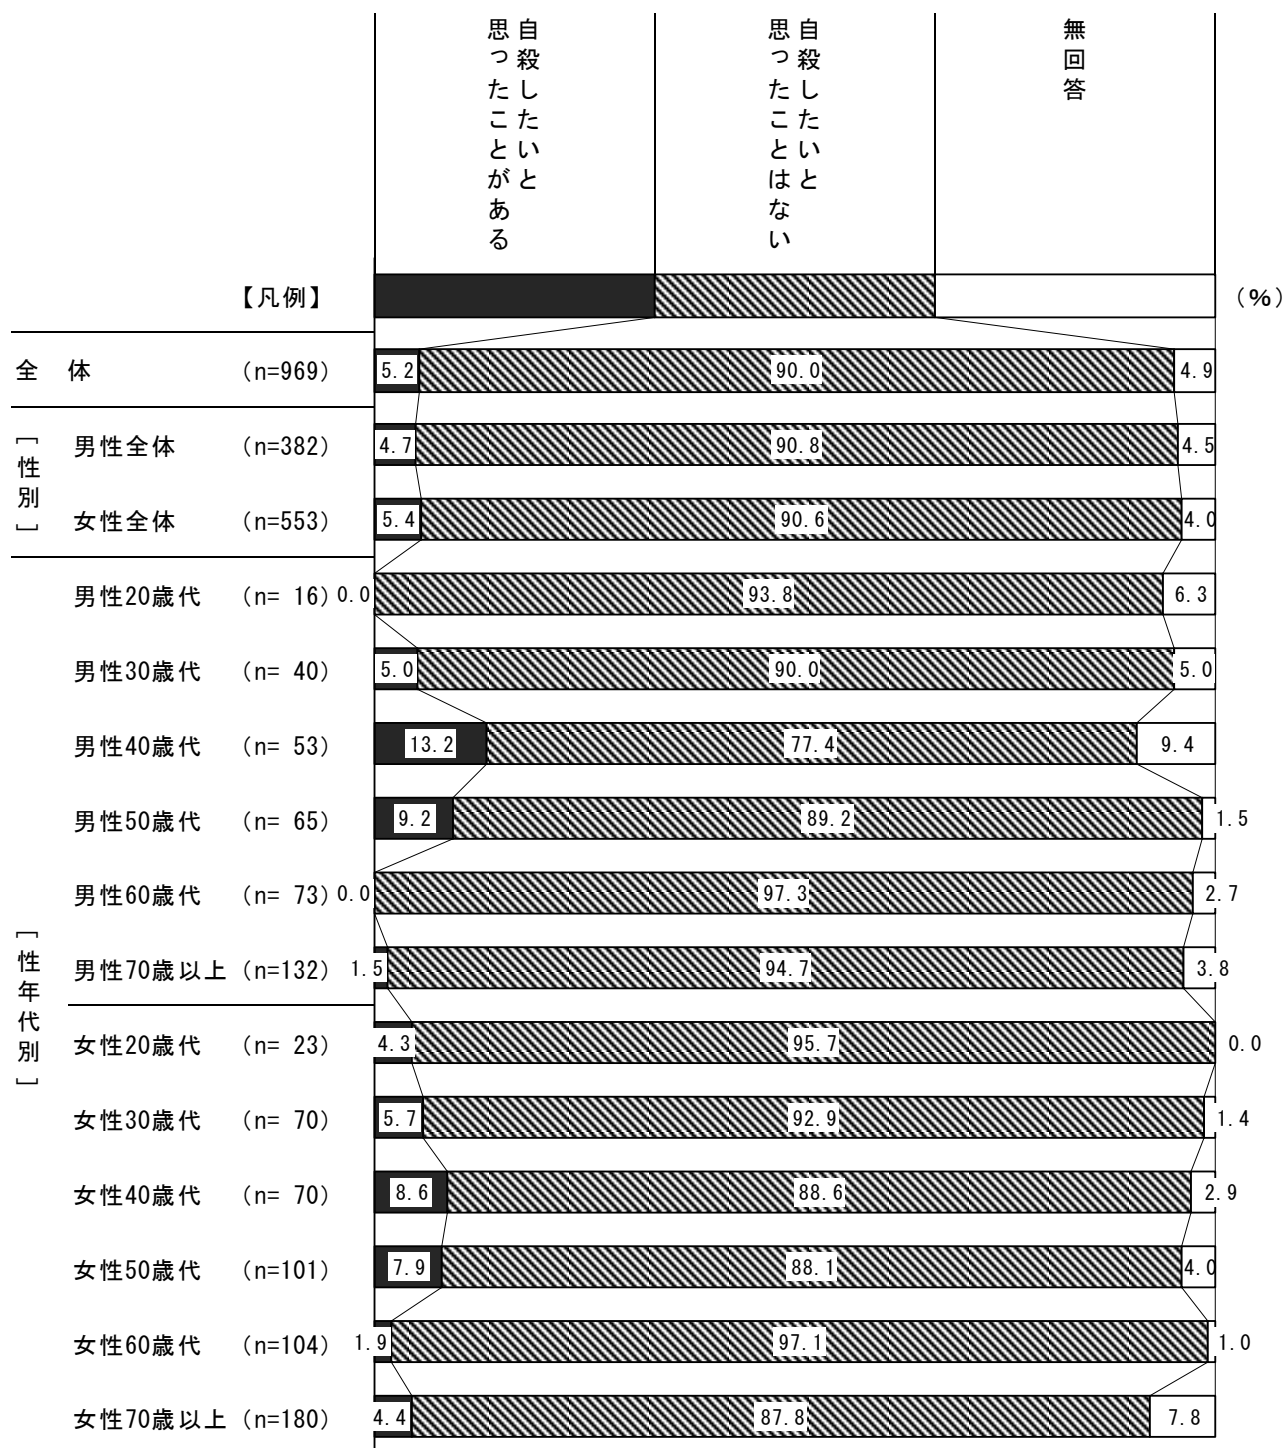 自殺したいと
思ったことがある
自殺したいと
思ったことはない
無回答
【凡例】 (%)
全 体 (n=969) 5.2 90.0 4.9
[性別]
男性全体 (n=382) 4.7 90.8 4.5
女性全体 (n=553) 5.4 90.6 4.0
[性年代別]
男性20歳代 (n= 16) 0.0 93.8 6.3
男性30歳代 (n= 40) 5.0 90.0 5.0
男性40歳代 (n= 53) 13.2 77.4 9.4
男性50歳代 (n= 65) 9.2 89.2 1.5
男性60歳代 (n= 73) 0.0 97.3 2.7
男性70歳以上 (n=132) 1.5 94.7 3.8
女性20歳代 (n= 23) 4.3 95.7 0.0
女性30歳代 (n= 70) 5.7 92.9 1.4
女性40歳代 (n= 70) 8.6 88.6 2.9
女性50歳代 (n=101) 7.9 88.1 4.0
女性60歳代 (n=104) 1.9 97.1 1.0
女性70歳以上 (n=180) 4.4 87.8 7.8